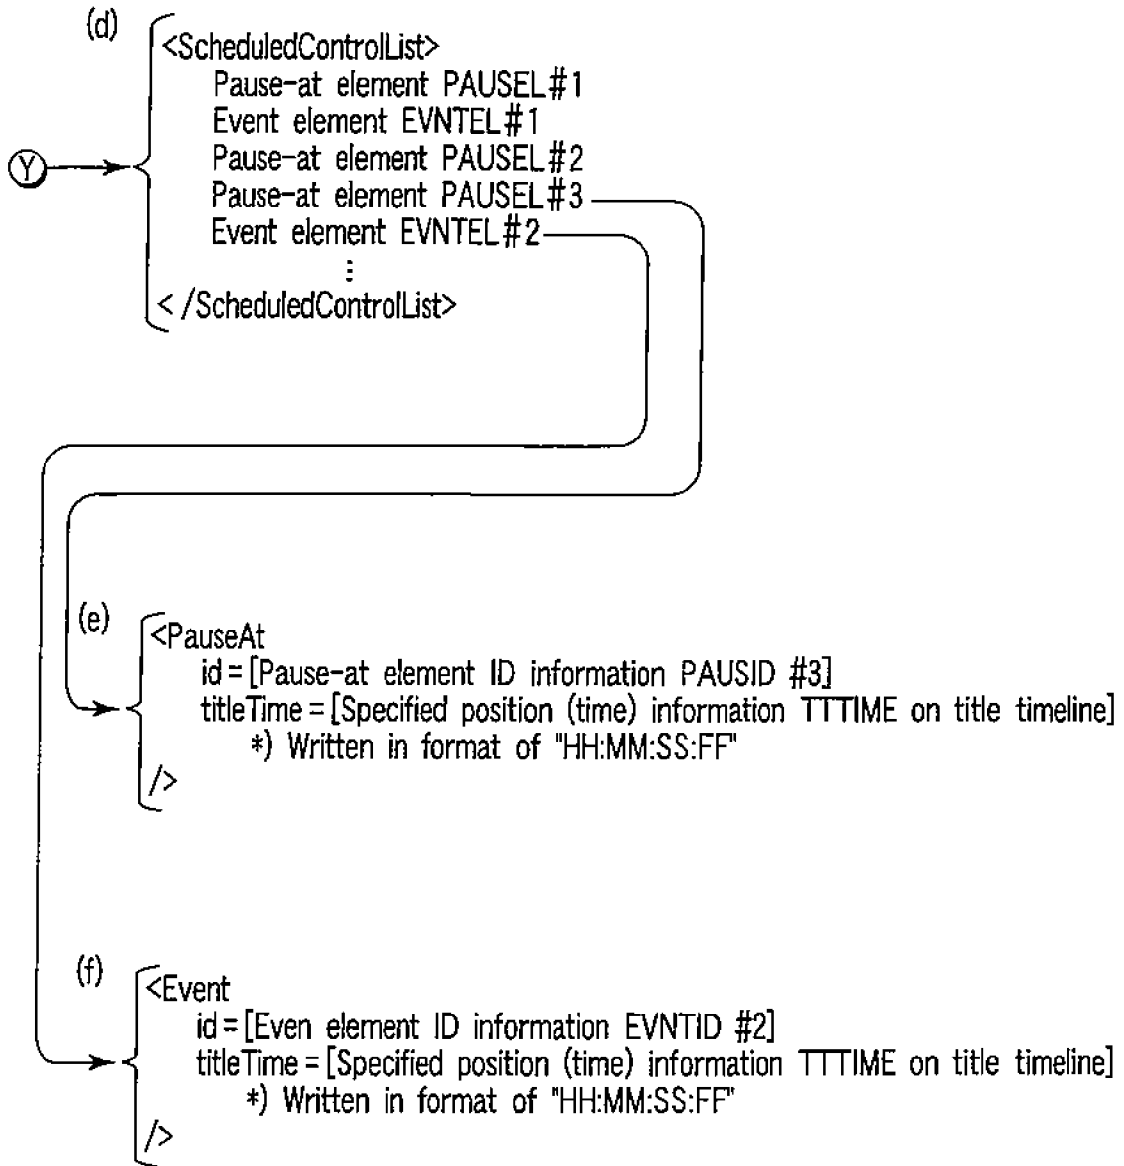 (d)
<ScheduledControlList>
Pause-at element PAUSEL#1
Event element EVNTEL#1
Pause-at element PAUSEL#2
Y
Pause-at element PAUSEL#3
Event element EVNTEL#2
⋮
< /ScheduledControlList>
(e)
<PauseAt
id=[Pause-at element ID information PAUSID #3]
titleTime=[Specified position (time) information TTTIME on title timeline]
*) Written in format of "HH:MM:SS:FF"
/>
(f)
<Event
id=[Even element ID information EVNTID #2]
titleTime=[Specified position (time) information TTTIME on title timeline]
*) Written in format of "HH:MM:SS:FF"
/>